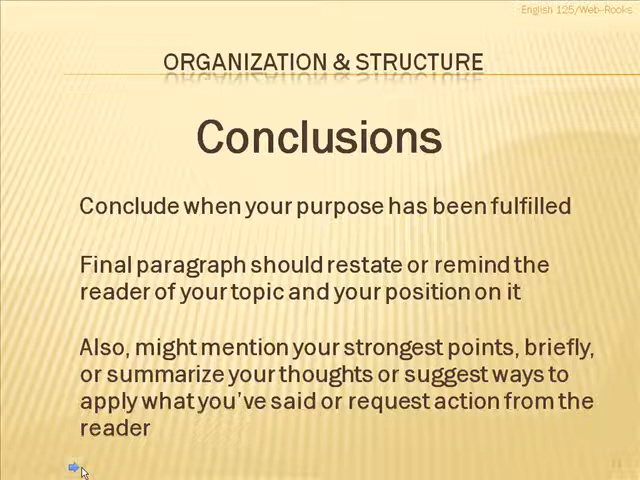 English 125/Web-Rooks
ORGANIZATION & STRUCTURE
Conclusions
Conclude when your purpose has been fulfilled
Final paragraph should restate or remind the
reader of your topic and your position on it
Also, might mention your strongest points, briefly,
or summarize your thoughts or suggest ways to
apply what you've said or request action from the
reader